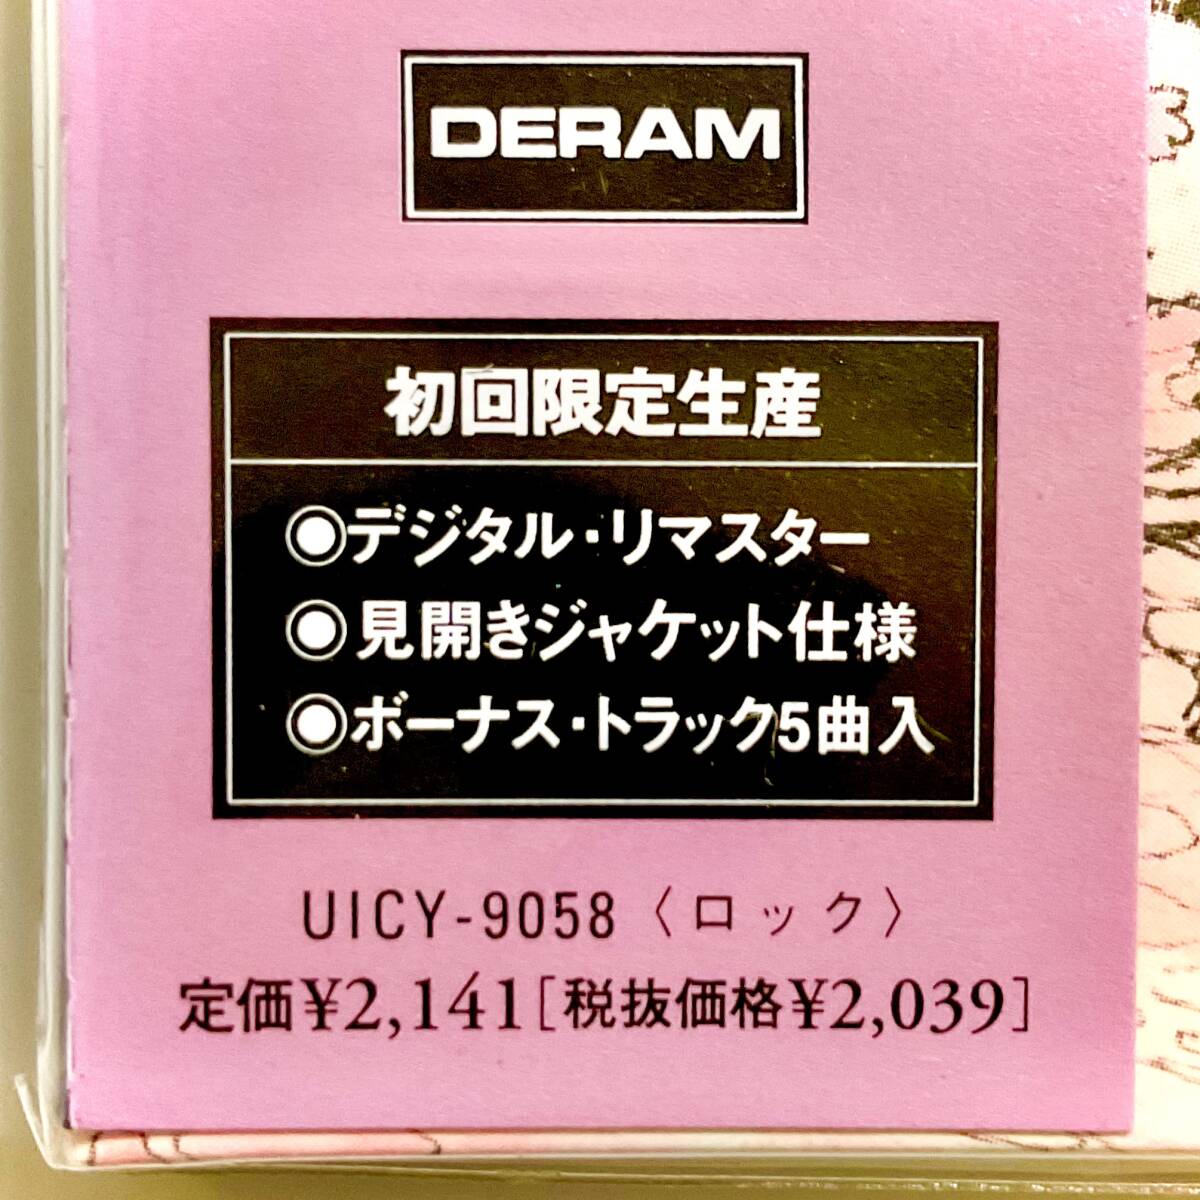 DERAM
初回限定生産
◉デジタル・リマスター
◉見開きジャケット仕様
◉ボーナス・トラック5曲入
UICY-9058〈ロック〉
定価¥2,141[税抜価格¥2,039]
3